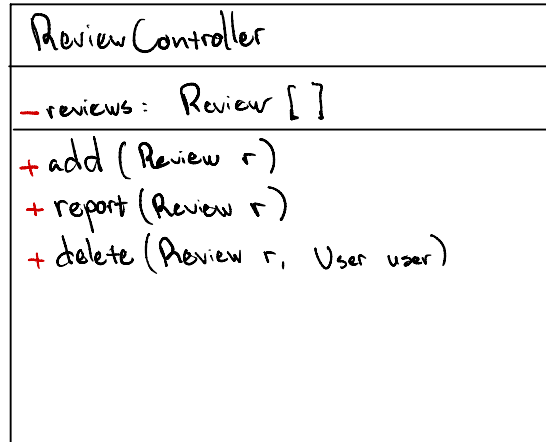 ReviewController
- reviews: Review []
+ add (Review r)
+ report (Review r)
+ delete (Review r, User user)